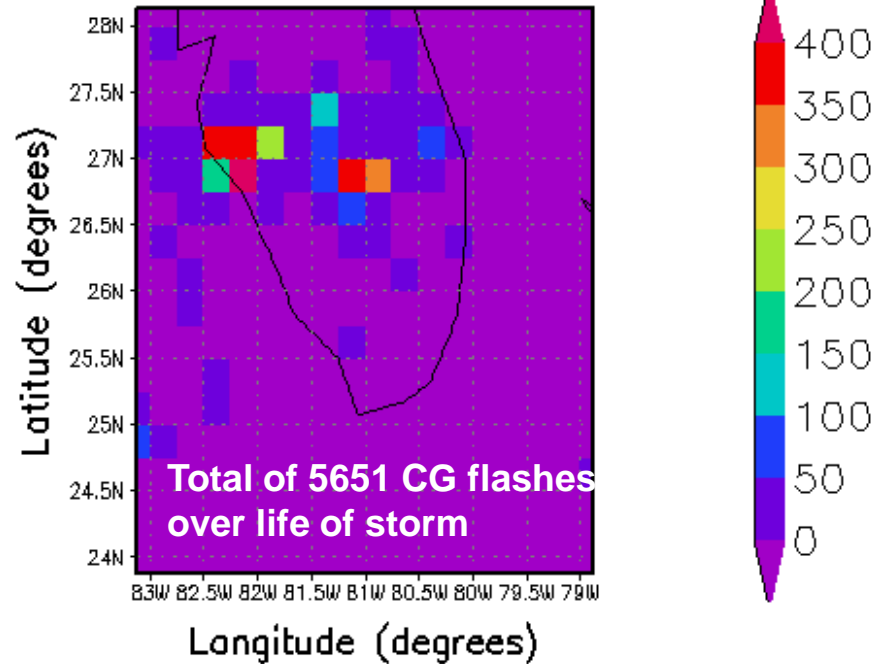 28N
27.5N
27N
26.5N
26N
25.5N
25N
24.5N
24N
Latitude (degrees)
Total of 5651 CG flashes
over life of storm
83W 82.5W 82W 81.5W 81W 80.5W 80W 79.5W 79W
Longitude (degrees)
400
350
300
250
200
150
100
50
0